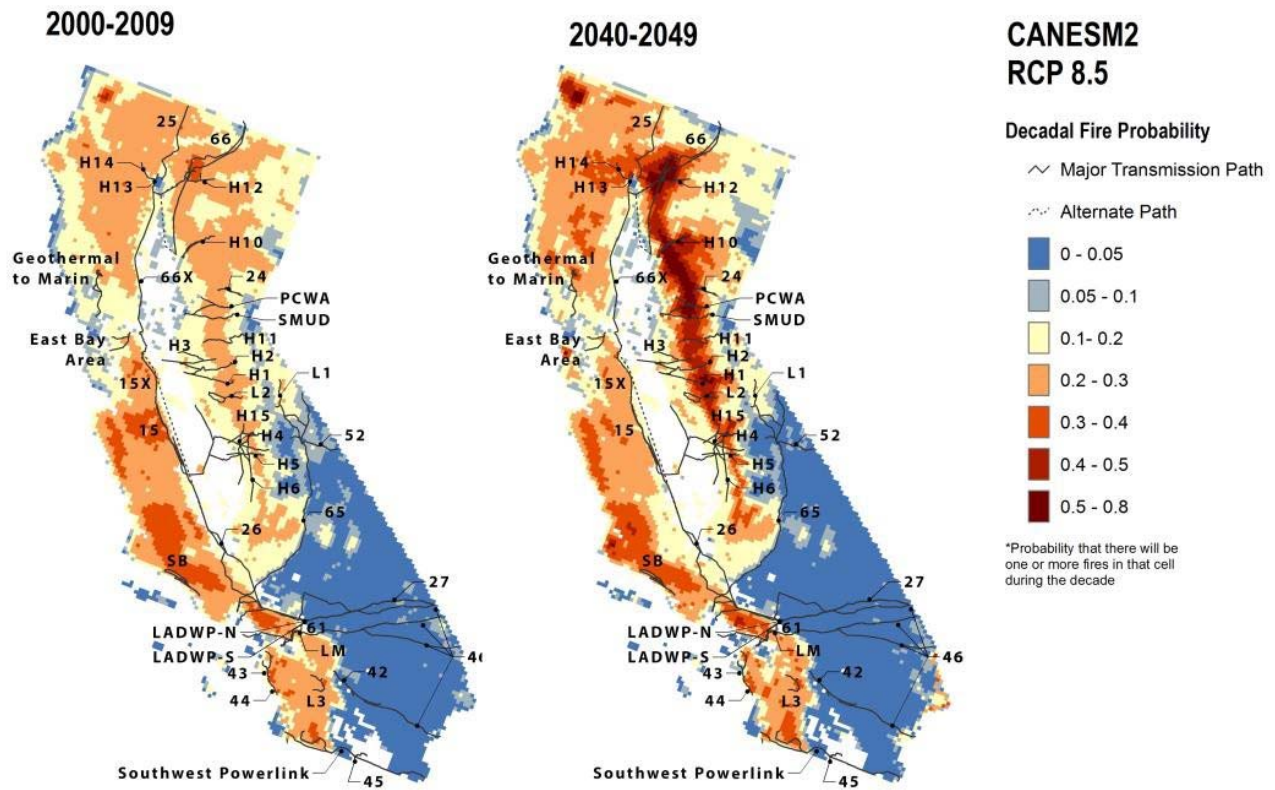 2000-2009
2040-2049
CANESM2
RCP 8.5
Decadal Fire Probability
Major Transmission Path
Alternate Path
0 - 0.05
0.05 - 0.1
0.1- 0.2
0.2 - 0.3
0.3 - 0.4
0.4 - 0.5
0.5 - 0.8
*Probability that there will be
one or more fires in that cell
during the decade
25
66
H14
H13
H12
H10
Geothermal
to Marin
66X
24
PCWA
SMUD
East Bay
Area
H3
H11
H2
H1
L1
15X
L2
H15
15
H4
52
H5
H6
65
26
SB
27
61
LADWP-N
LM
LADWP-S
46
43
42
44
L3
Southwest Powerlink
45
25
66
H14
H13
H12
H10
Geothermal
to Marin
66X
24
PCWA
SMUD
East Bay
Area
H3
H11
H2
H1
L1
15X
L2
H15
15
H4
52
H5
H6
65
26
SB
27
61
LADWP-N
LM
LADWP-S
46
43
42
44
L3
Southwest Powerlink
45